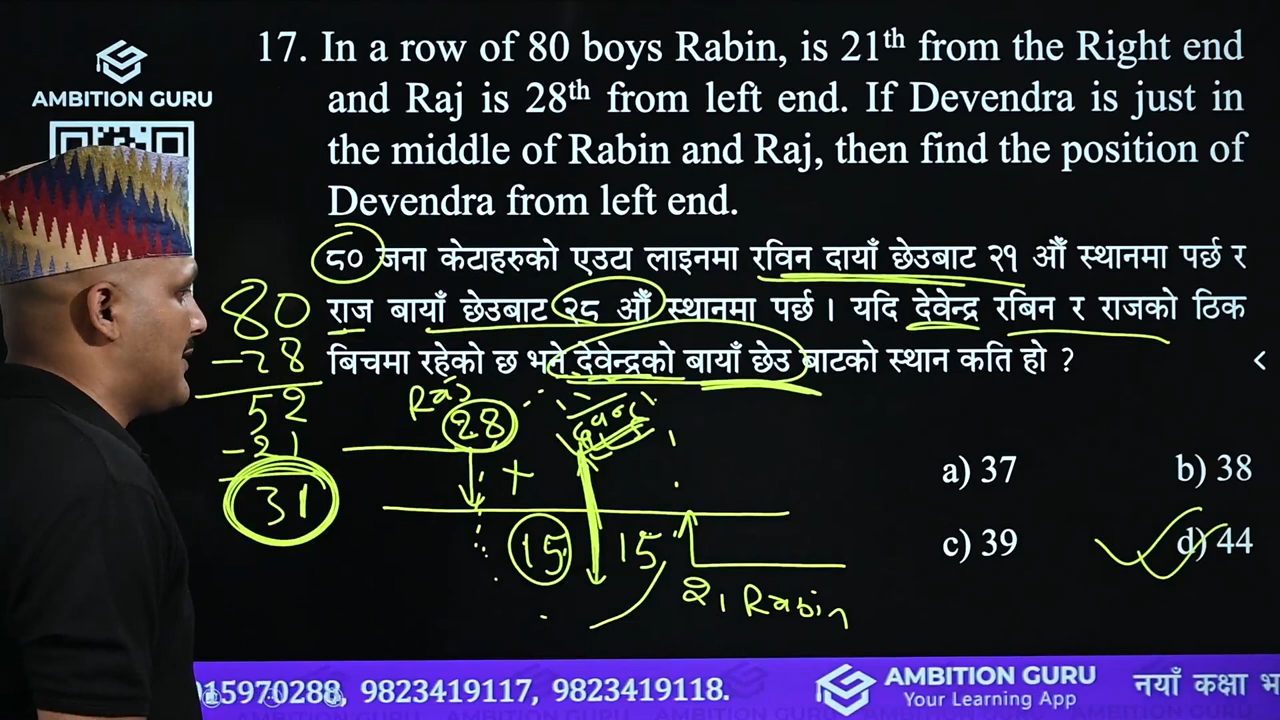 AMBITION GURU
17. In a row of 80 boys Rabin, is 21th from the Right end
and Raj is 28th from left end. If Devendra is just in
the middle of Rabin and Raj, then find the position of
Devendra from left end.
८० जना केटाहरुको एउटा लाइनमा रविन दायाँ छेउबाट २१ औँ स्थानमा पर्छ र
राज बायाँ छेउबाट २८ औँ स्थानमा पर्छ । यदि देवेन्द्र रबिन र राजको ठिक
बिचमा रहेको छ भने देवेन्द्रको बायाँ छेउ बाटको स्थान कति हो ?
<
80
-28
52
-21
31
Raj
28
+
15
15
21 Rabin
a) 37
b) 38
c) 39
d) 44
15970288, 9823419117, 9823419118.
AMBITION GURU
Your Learning App
नयाँ कक्षा